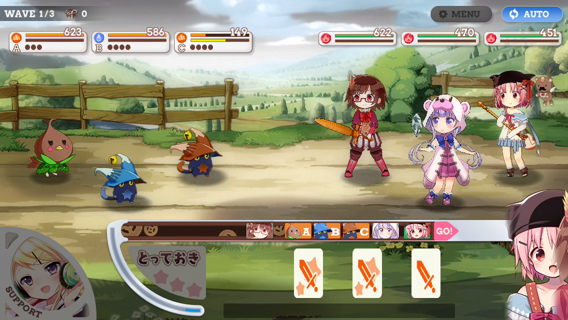 WAVE 1/3 0
MENU
AUTO
623
586
149
622
470
451
A
B
C
A B C GO!
とっておき
SUPPORT